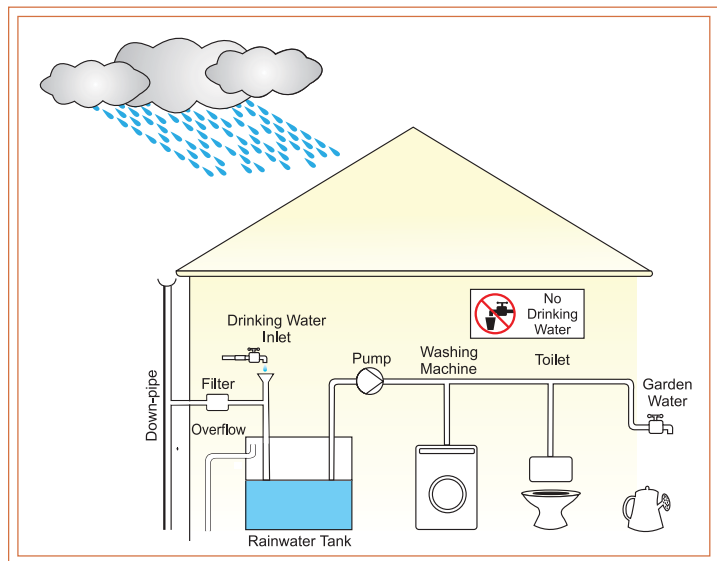 No
Drinking
Water
Drinking Water
Inlet
Washing
Machine
Toilet
Pump
Garden
Water
Filter
Down-pipe
Overflow
Rainwater Tank